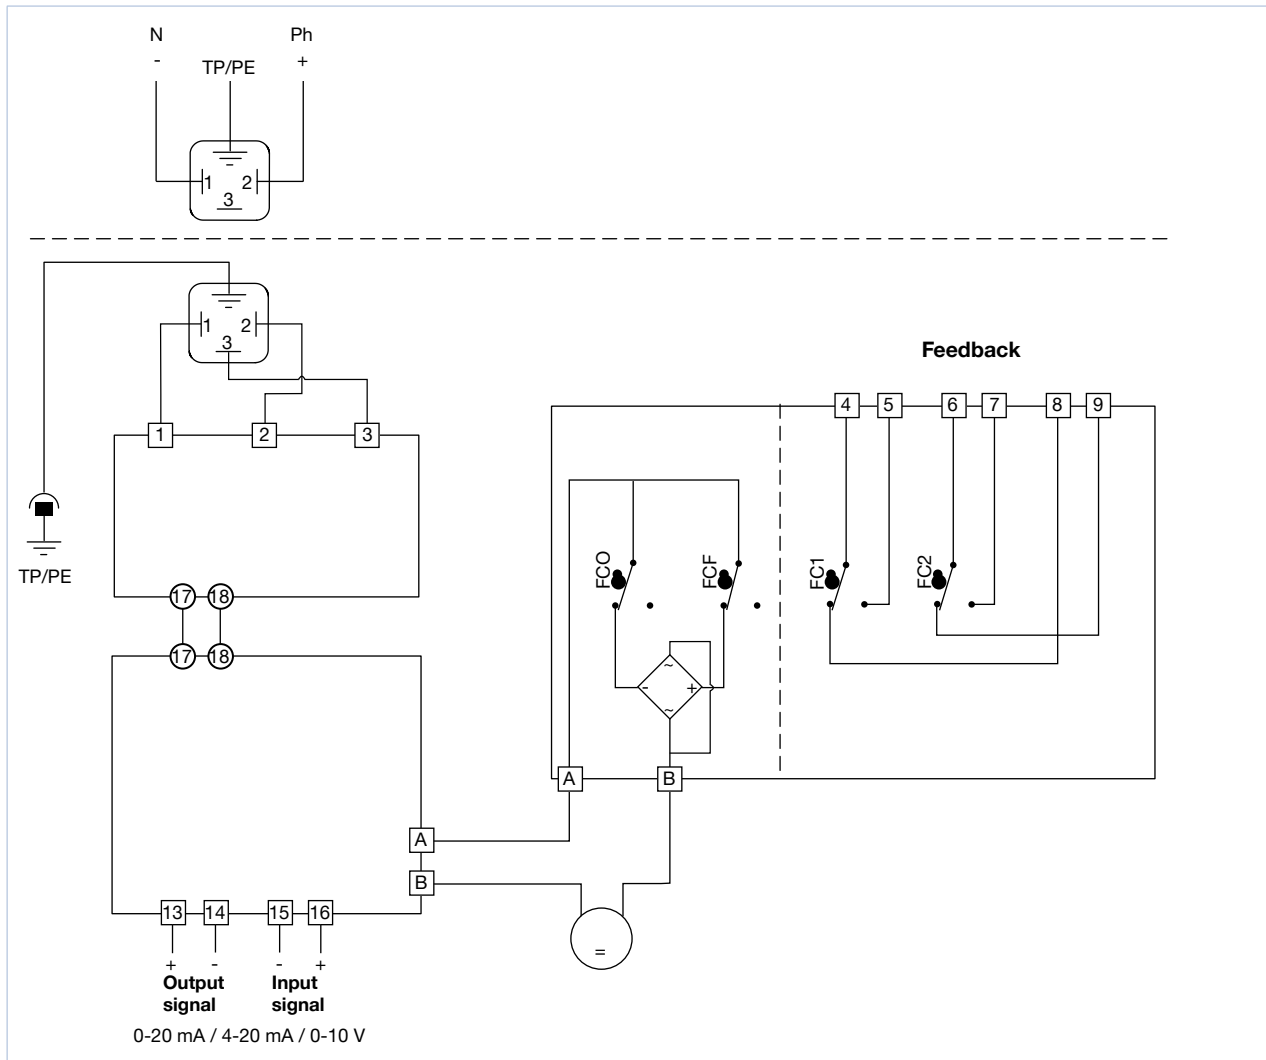 N Ph
- TP/PE +
1 2
3
1 2
3
Feedback
4 5 6 7 8 9
1 2 3
FCO FCF FC1 FC2
TP/PE
17 18
17 18
~
- +
~
A B
A
B
13 14 15 16
=
+ - - +
Output Input
signal signal
0-20 mA / 4-20 mA / 0-10 V